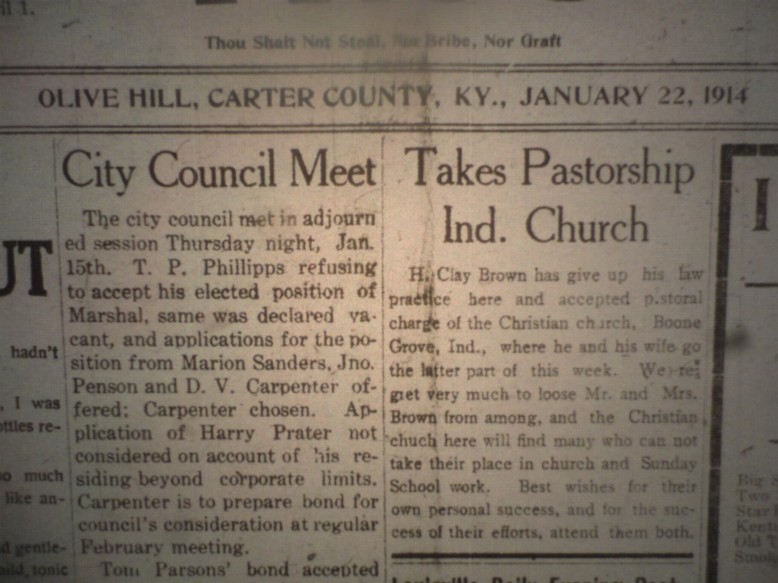 Thou Shalt Not Steal, Nor Bribe, Nor Graft
OLIVE HILL, CARTER COUNTY, KY., JANUARY 22, 1914
UT
hadn't
, I was
ttles re-
so much
like an-
d gentle-
mild tonic
City Council Meet
The city council met in adjourn
ed session Thursday night, Jan.
15th. T. P. Phillipps refusing
to accept his elected position of
Marshal, same was declared va-
cant, and applications for the po-
sition from Marion Sanders, Jno.
Penson and D. V. Carpenter of-
fered; Carpenter chosen. Ap-
plication of Harry Prater not
considered on account of his re-
siding beyond corporate limits.
Carpenter is to prepare bond for
council's consideration at regular
February meeting.
Tom Parsons' bond accepted
Takes Pastorship
Ind. Church
H. Clay Brown has give up his law
practice here and accepted p.storal
charge of the Christian church, Boone
Grove, Ind., where he and his wife go
the latter part of this week. We re-
gret very much to loose Mr. and Mrs.
Brown from among, and the Christian
chuch here will find many who can not
take their place in church and Sunday
School work. Best wishes for their
own personal success, and for the suc-
cess of their efforts, attend them both.
Big S
Two
Star
Kent
Old
Smok